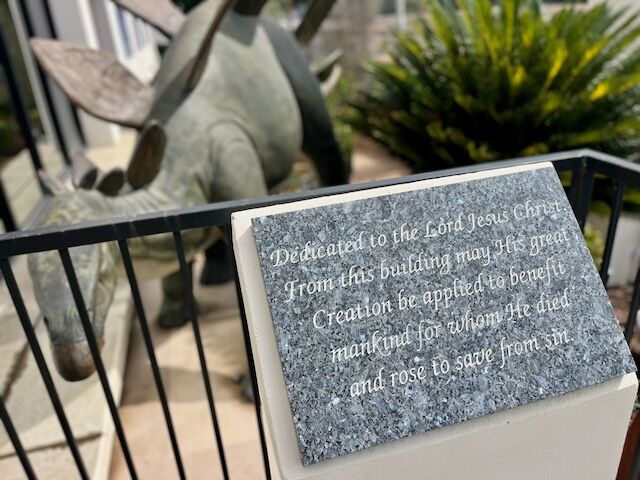 Dedicated to the Lord Jesus Christ
From this building may His great
Creation be applied to benefit
mankind for whom He died
and rose to save from sin.